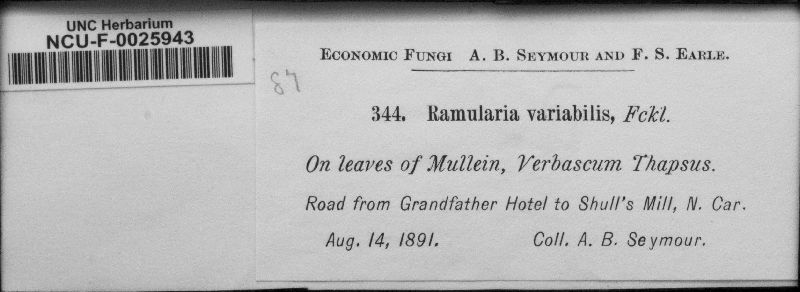 UNC Herbarium
NCU-F-0025943
ECONOMIC FUNGI A. B. SEYMOUR AND F. S. EARLE.
87
344. Ramularia variabilis, Fckl.
On leaves of Mullein, Verbascum Thapsus.
Road from Grandfather Hotel to Shull's Mill, N. Car.
Aug. 14, 1891. Coll. A. B. Seymour.